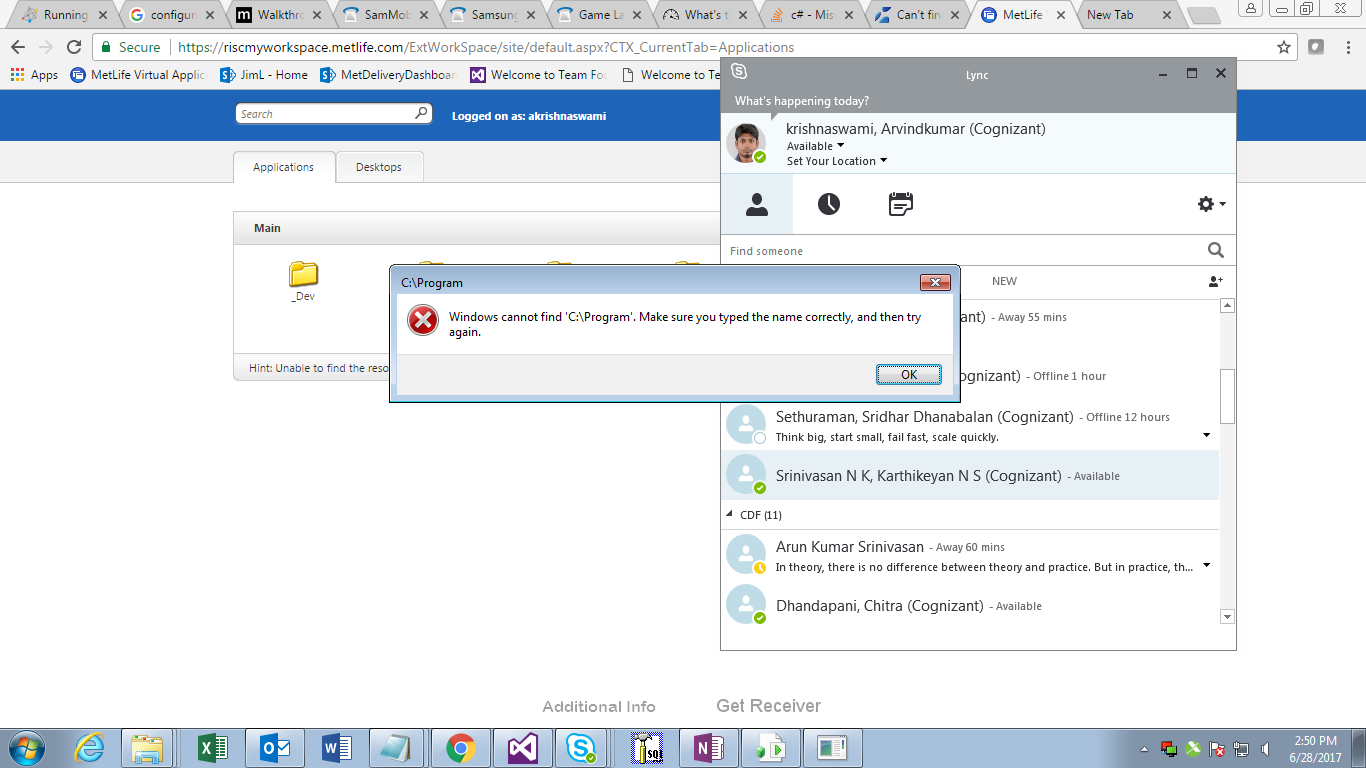 Running
configuri
Walkthro
SamMob
Samsung
Game La
What's t
c# - Miss
Can't fin
MetLife
New Tab
Secure https://riscmyworkspace.metlife.com/ExtWorkSpace/site/default.aspx?CTX_CurrentTab=Applications
Apps
MetLife Virtual Applic
JimL - Home
MetDeliveryDashboar
Welcome to Team Fou
Welcome to Te
Search
Logged on as: akrishnaswami
Applications
Desktops
Main
_Dev
Hint: Unable to find the reso
Lync
What's happening today?
krishnaswami, Arvindkumar (Cognizant)
Available
Set Your Location
Find someone
NEW
ant) - Away 55 mins
ognizant) - Offline 1 hour
C:\Program
Windows cannot find 'C:\Program'. Make sure you typed the name correctly, and then try
again.
OK
Sethuraman, Sridhar Dhanabalan (Cognizant) - Offline 12 hours
Think big, start small, fail fast, scale quickly.
Srinivasan N K, Karthikeyan N S (Cognizant) - Available
CDF (11)
Arun Kumar Srinivasan - Away 60 mins
In theory, there is no difference between theory and practice. But in practice, th...
Dhandapani, Chitra (Cognizant) - Available
Additional Info
Get Receiver
SQL
2:50 PM
6/28/2017